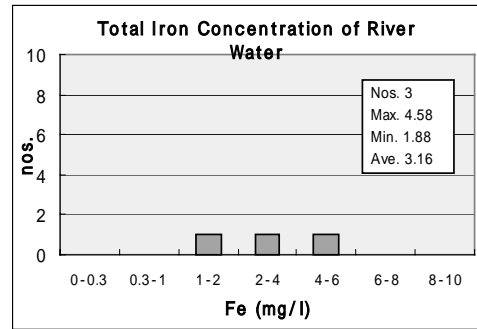 Total Iron Concentration of River
Water
10
8
6
4
2
0
nos.
Nos. 3
Max. 4.58
Min. 1.88
Ave. 3.16
0-0.3 0.3-1 1-2 2-4 4-6 6-8 8-10
Fe (mg/l)